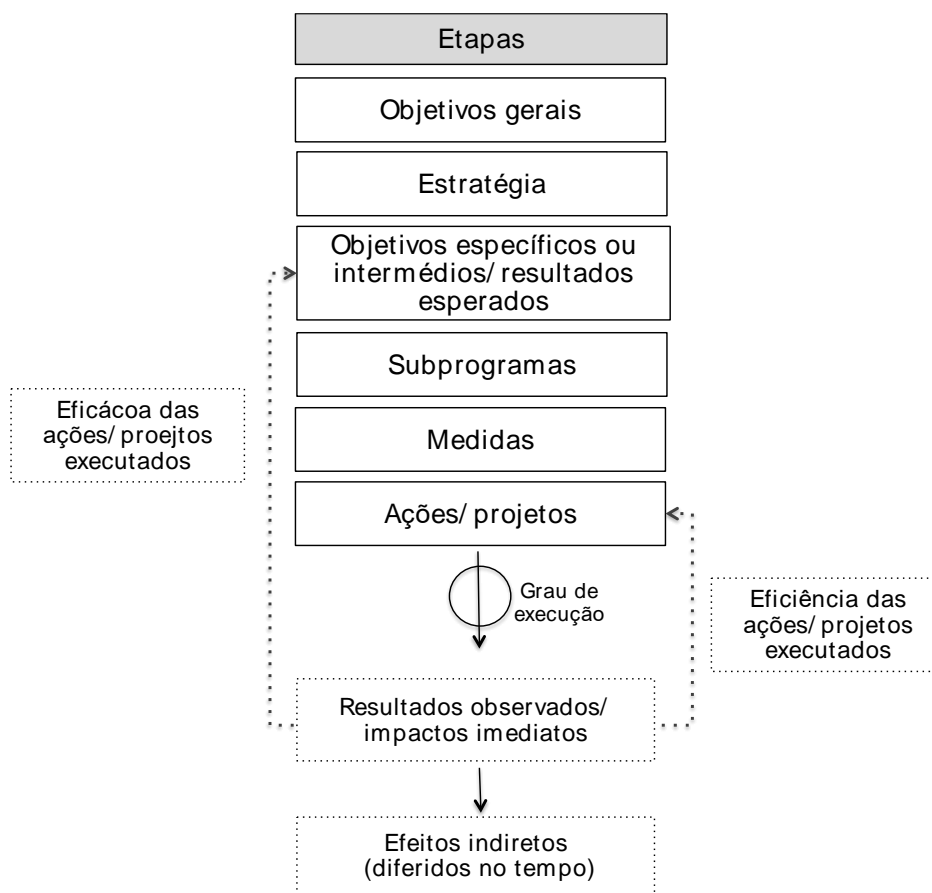 Etapas
Objetivos gerais
Estratégia
Objetivos específicos ou
intermédios/ resultados
esperados
Subprogramas
Eficácoa das
ações/ proejtos
executados
Medidas
Ações/ projetos
Grau de
execução
Eficiência das
ações/ projetos
executados
Resultados observados/
impactos imediatos
Efeitos indiretos
(diferidos no tempo)